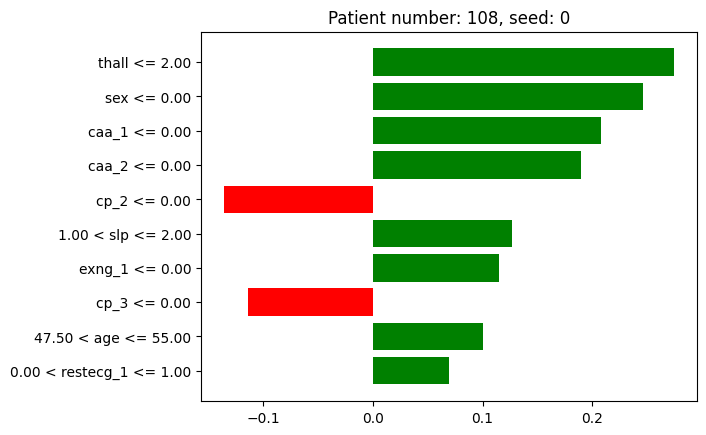 Patient number: 108, seed: 0
thall <= 2.00
sex <= 0.00
caa_1 <= 0.00
caa_2 <= 0.00
cp_2 <= 0.00
1.00 < slp <= 2.00
exng_1 <= 0.00
cp_3 <= 0.00
47.50 < age <= 55.00
0.00 < restecg_1 <= 1.00
−0.1 0.0 0.1 0.2